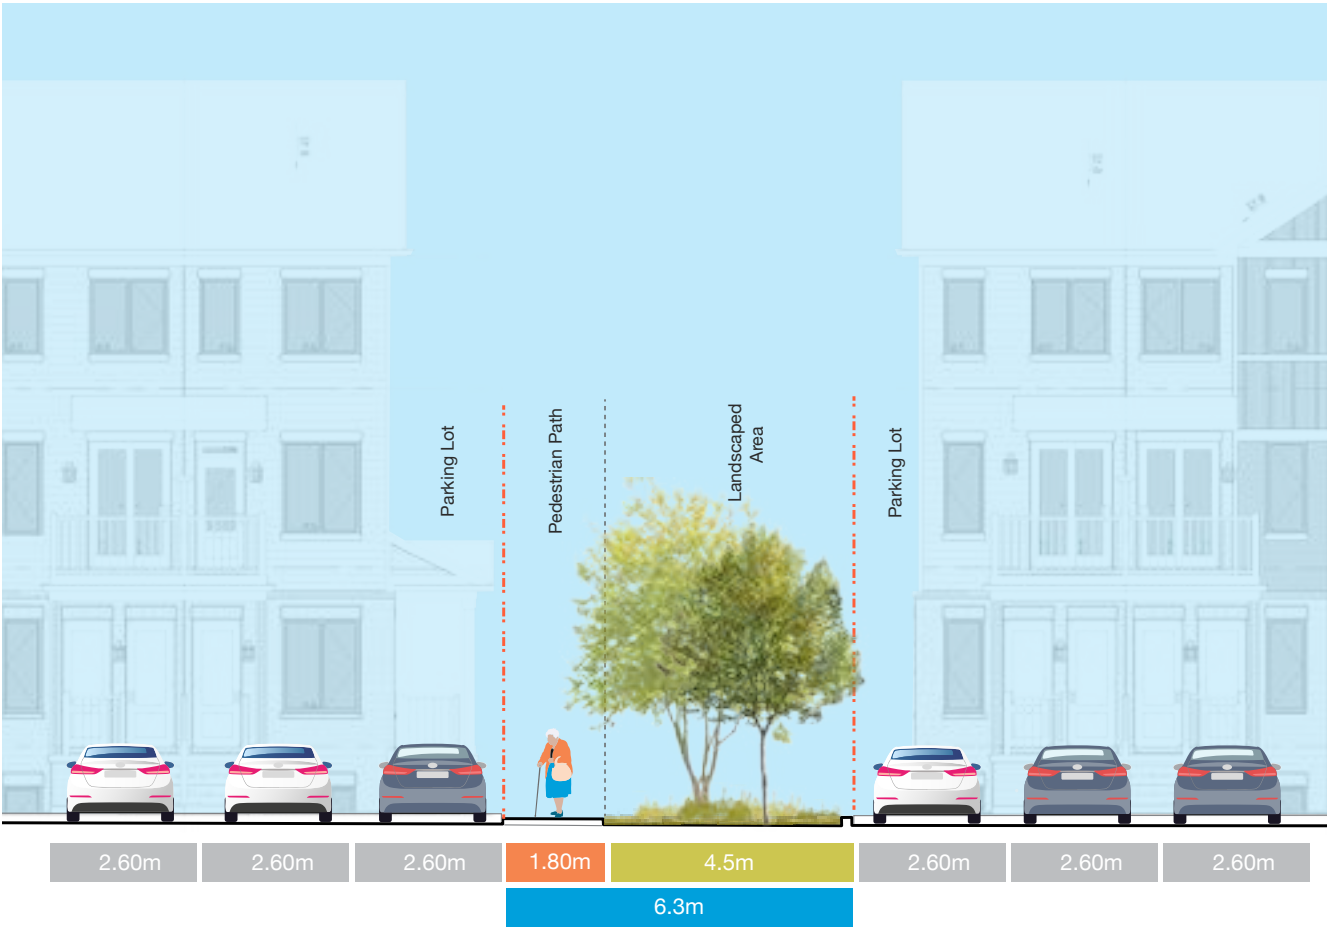 Parking Lot
Pedestrian Path
Landscaped
Area
Parking Lot
2.60m
2.60m
2.60m
1.80m
4.5m
2.60m
2.60m
2.60m
6.3m